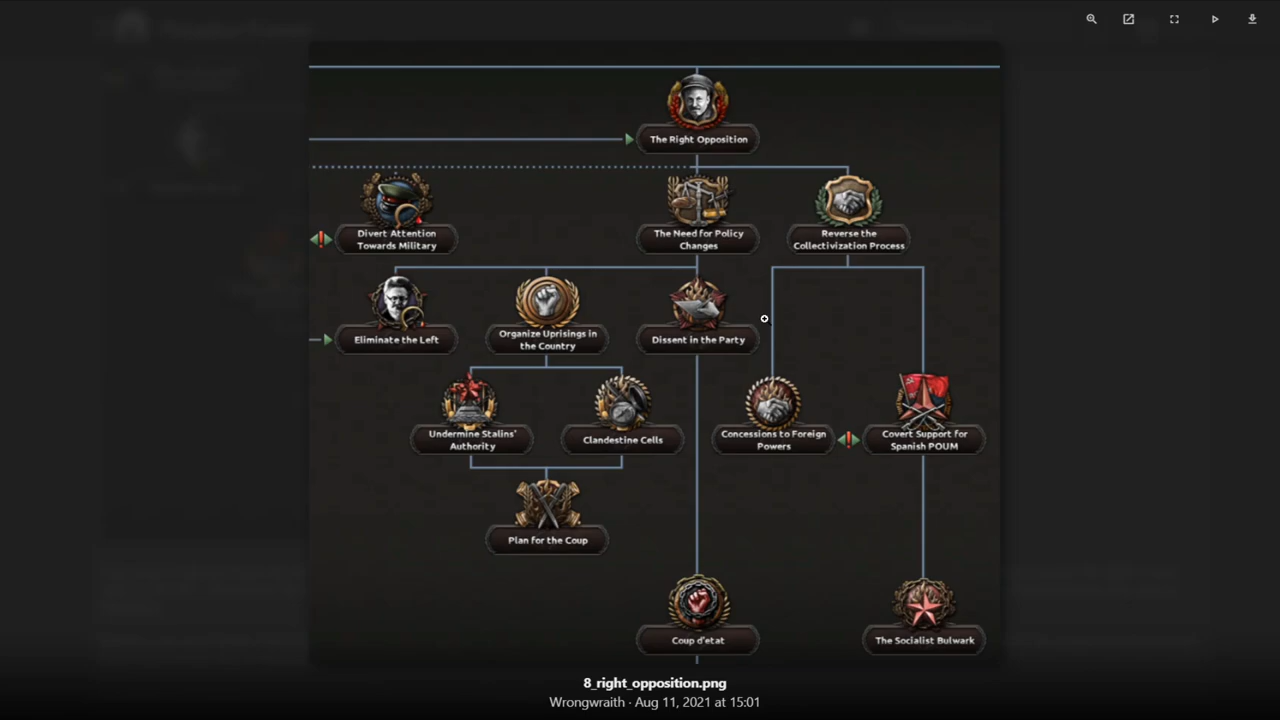 The Right Opposition
Divert Attention
Towards Military
The Need for Policy
Changes
Reverse the
Collectivization Process
Eliminate the Left
Organize Uprisings in
the Country
Dissent in the Party
Undermine Stalins'
Authority
Clandestine Cells
Concessions to Foreign
Powers
Covert Support for
Spanish POUM
Plan for the Coup
Coup d'etat
The Socialist Bulwark
8_right_opposition.png
Wrongwraith · Aug 11, 2021 at 15:01